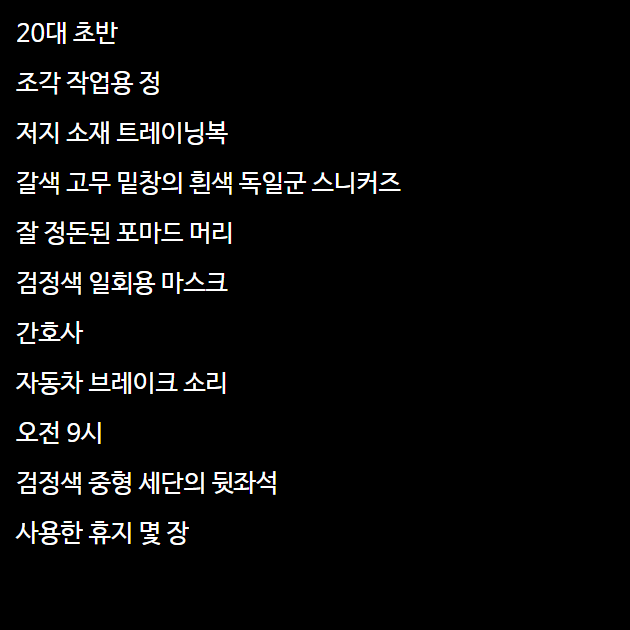 20대 초반
조각 작업용 정
저지 소재 트레이닝복
갈색 고무 밑창의 흰색 독일군 스니커즈
잘 정돈된 포마드 머리
검정색 일회용 마스크
간호사
자동차 브레이크 소리
오전 9시
검정색 중형 세단의 뒷좌석
사용한 휴지 몇 장